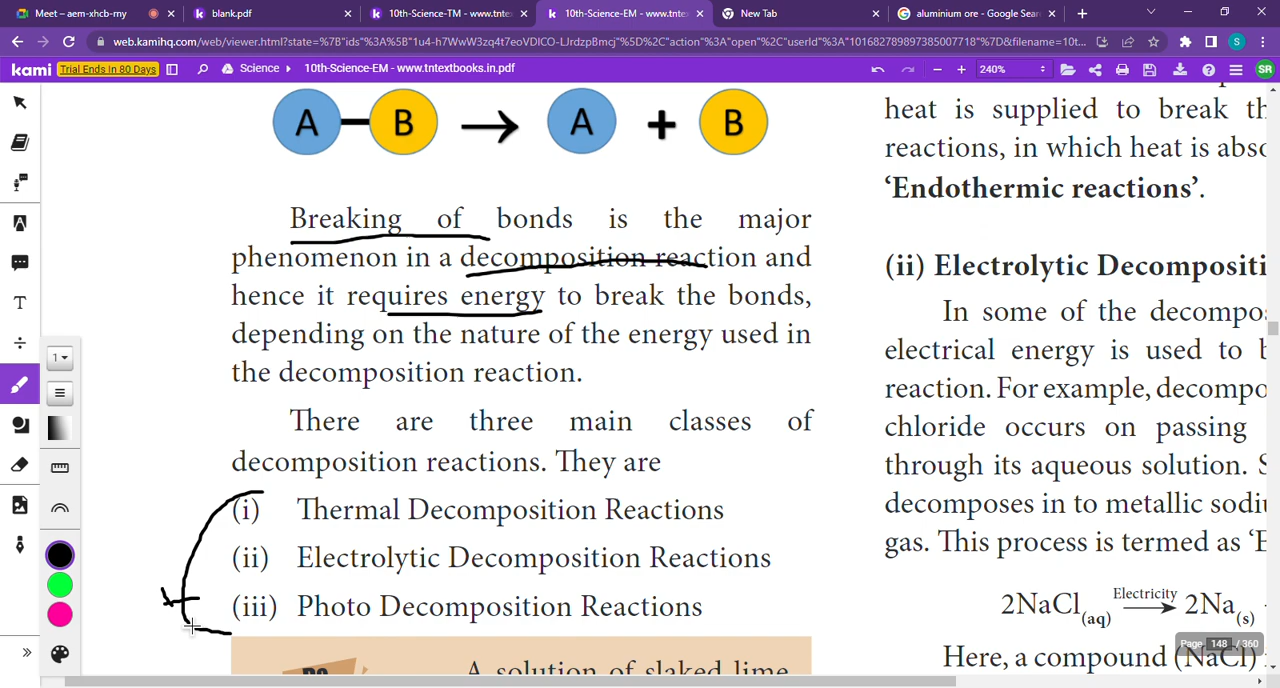 Meet – aem-xhcb-rny
blank.pdf
10th-Science-TM - www.tnte
10th-Science-EM - www.tnte
New Tab
aluminium ore - Google Sear
web.kamihq.com/web/viewer.html?state=%7B"ids"%3A%5B"1u4-h7WwW3zq4t7eoVDICO-LJrdzpBmcj"%5D%2C"action"%3A"open"%2C"userId"%3A"101682789897385007718"%7D&filename=10t...
S
kami Trial Ends In 80 Days Science 10th-Science-EM - www.tntextbooks.in.pdf 240% SR
A B A + B
Breaking of bonds is the major
phenomenon in a decomposition reaction and
hence it requires energy to break the bonds,
depending on the nature of the energy used in
the decomposition reaction.
There are three main classes of
decomposition reactions. They are
(i) Thermal Decomposition Reactions
(ii) Electrolytic Decomposition Reactions
(iii) Photo Decomposition Reactions
A solution of slaked lime
heat is supplied to break th
reactions, in which heat is abso
‘Endothermic reactions’.
(ii) Electrolytic Decompositi
In some of the decompo
electrical energy is used to b
reaction. For example, decompo
chloride occurs on passing
through its aqueous solution. S
decomposes in to metallic sodiu
gas. This process is termed as ‘E
2NaCl(aq) Electricity 2Na(s)
Here, a compound (NaCl)
Page 148 / 360
1